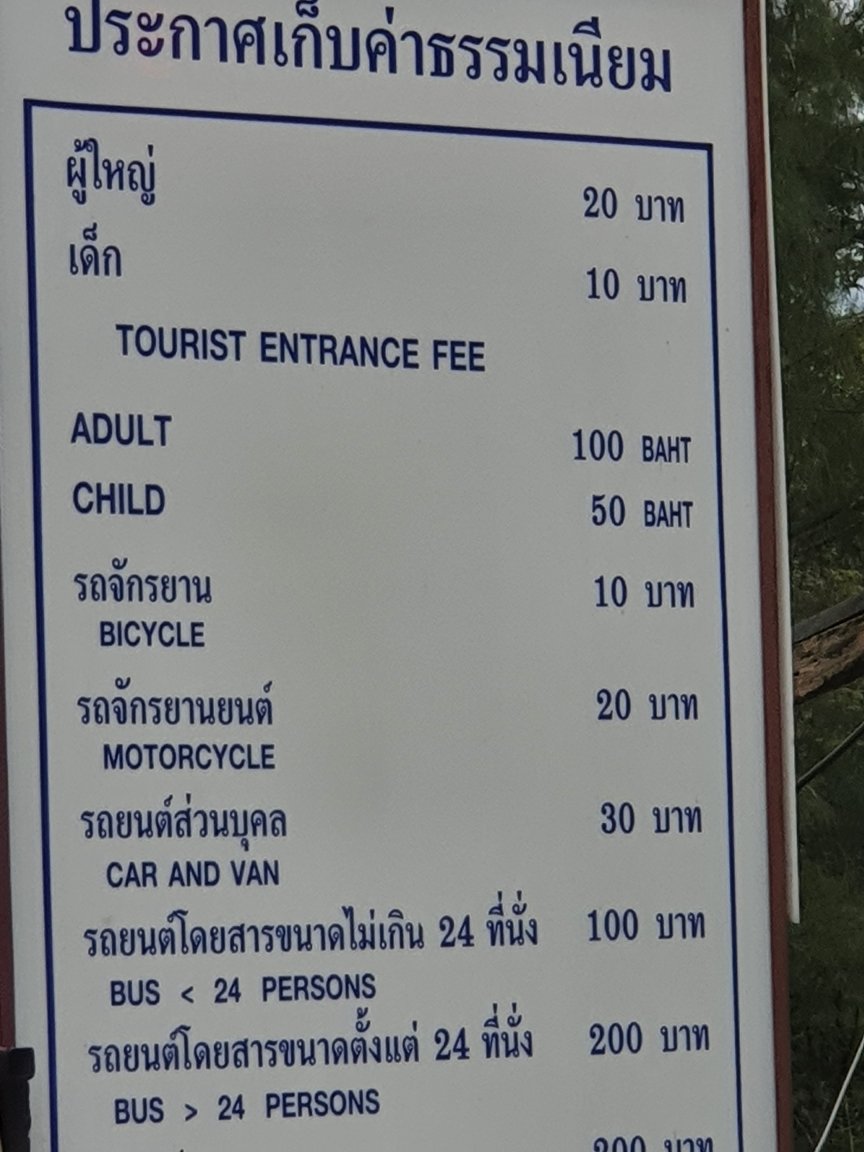 ประกาศเก็บค่าธรรมเนียม
ผู้ใหญ่ 20 บาท
เด็ก 10 บาท
TOURIST ENTRANCE FEE
ADULT 100 BAHT
CHILD 50 BAHT
รถจักรยาน 10 บาท
BICYCLE
รถจักรยานยนต์ 20 บาท
MOTORCYCLE
รถยนต์ส่วนบุคล 30 บาท
CAR AND VAN
รถยนต์โดยสารขนาดไม่เกิน 24 ที่นั่ง 100 บาท
BUS < 24 PERSONS
รถยนต์โดยสารขนาดตั้งแต่ 24 ที่นั่ง 200 บาท
BUS > 24 PERSONS
บาท